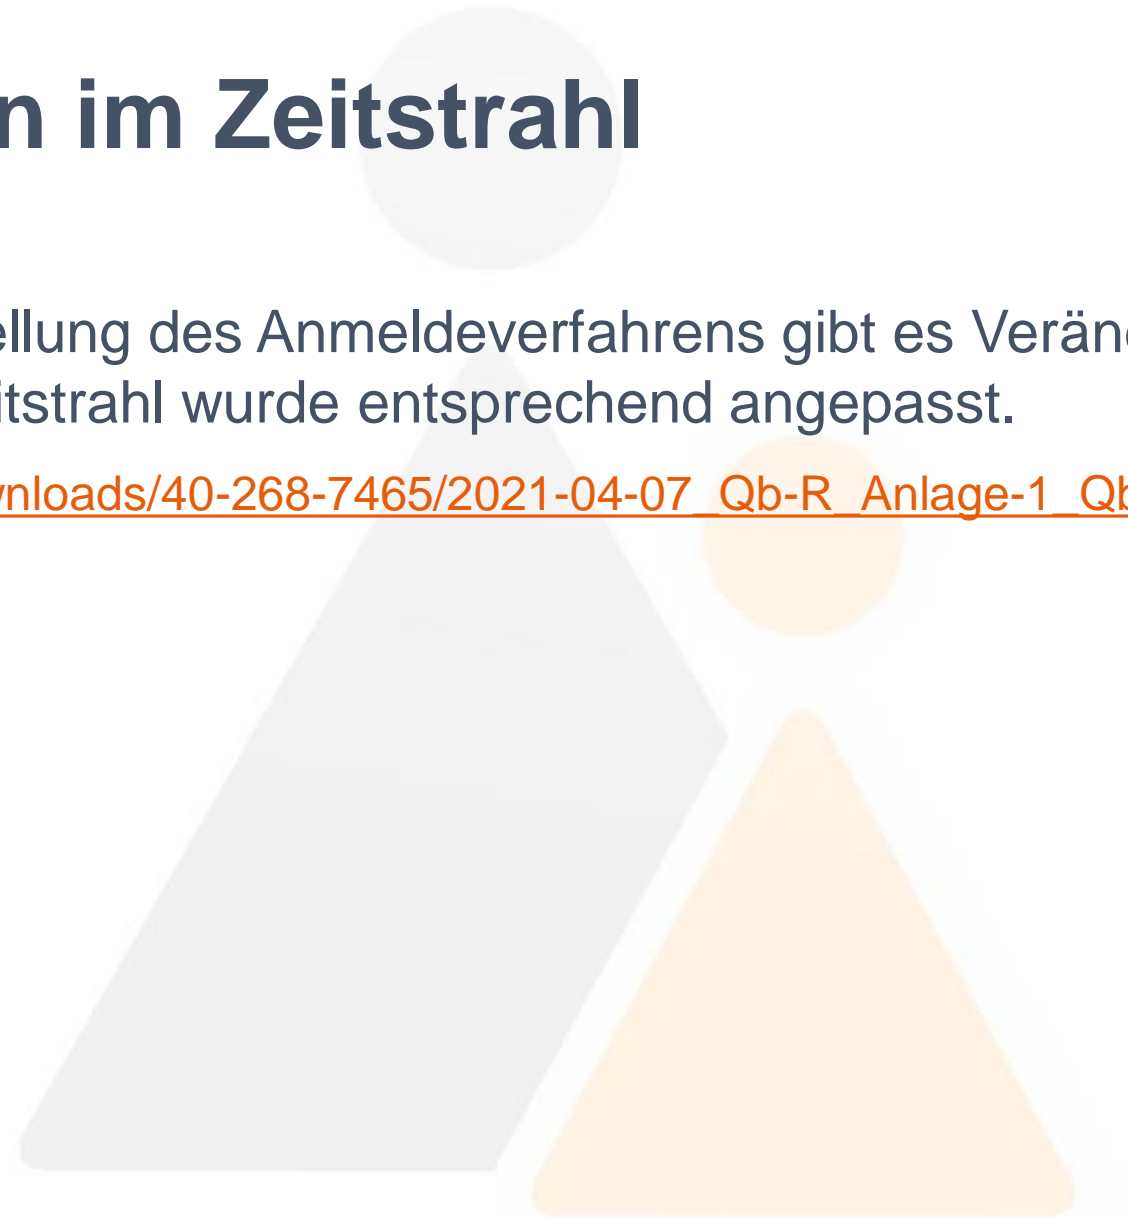 n im Zeitstrahl
ellung des Anmeldeverfahrens gibt es Verän
itstrahl wurde entsprechend angepasst.
nloads/40-268-7465/2021-04-07_Qb-R_Anlage-1_Qb